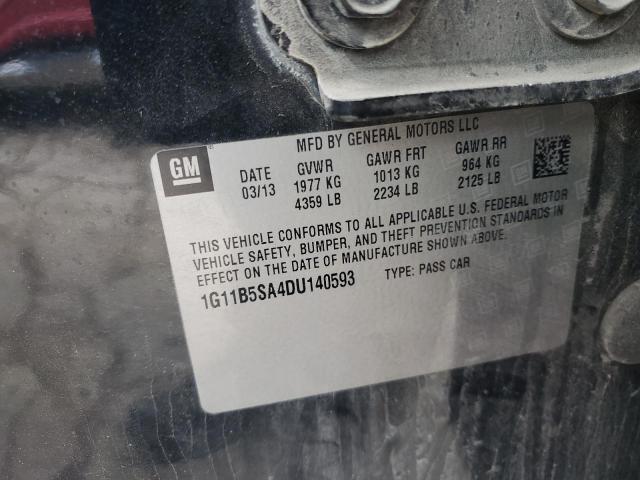 MFD BY GENERAL MOTORS LLC
GM
DATE GVWR GAWR FRT GAWR RR
03/13 1977 KG 1013 KG 964 KG
4359 LB 2234 LB 2125 LB
THIS VEHICLE CONFORMS TO ALL APPLICABLE U.S. FEDERAL MOTOR
VEHICLE SAFETY, BUMPER, AND THEFT PREVENTION STANDARDS IN
EFFECT ON THE DATE OF MANUFACTURE SHOWN ABOVE.
1G11B5SA4DU140593 TYPE: PASS CAR